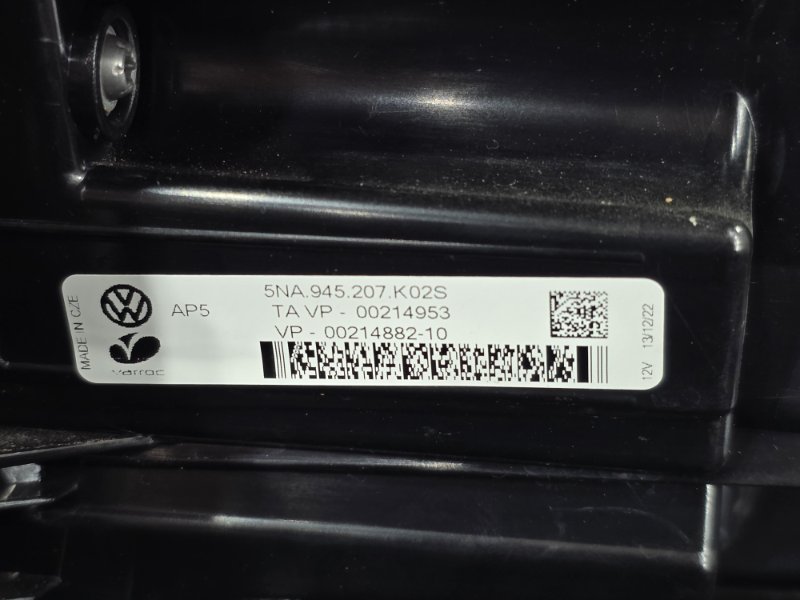 MADE IN CZE
AP5
5NA.945.207.K02S
TA VP - 00214953
VP - 00214882-10
varroc
12V 13/12/22